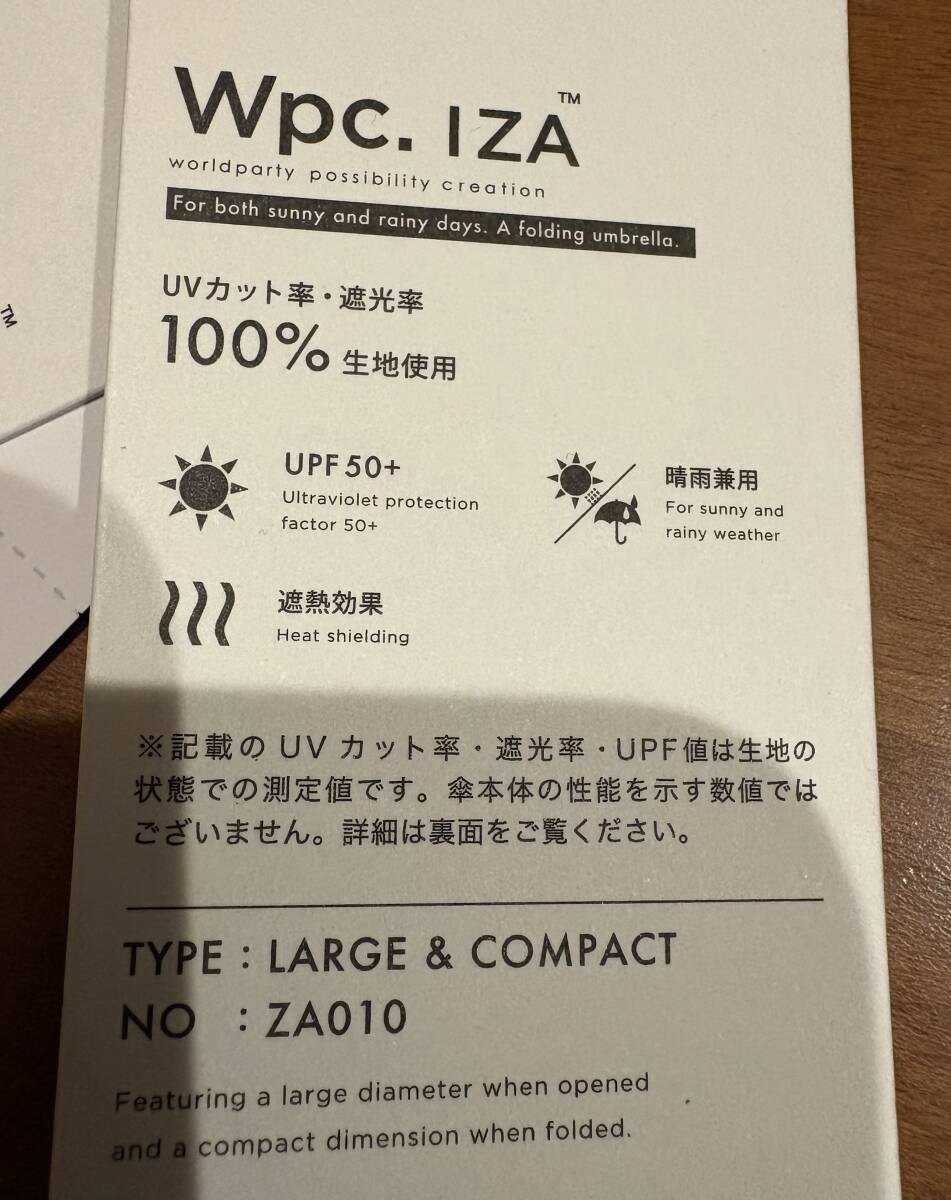 Wpc. IZA™
worldparty possibility creation
For both sunny and rainy days. A folding umbrella.
UVカット率・遮光率
100% 生地使用
UPF50+
Ultraviolet protection
factor 50+
晴雨兼用
For sunny and
rainy weather
遮熱効果
Heat shielding
※記載のUVカット率・遮光率・UPF値は生地の
状態での測定値です。傘本体の性能を示す数値では
ございません。詳細は裏面をご覧ください。
TYPE : LARGE & COMPACT
NO : ZA010
Featuring a large diameter when opened
and a compact dimension when folded.
TM